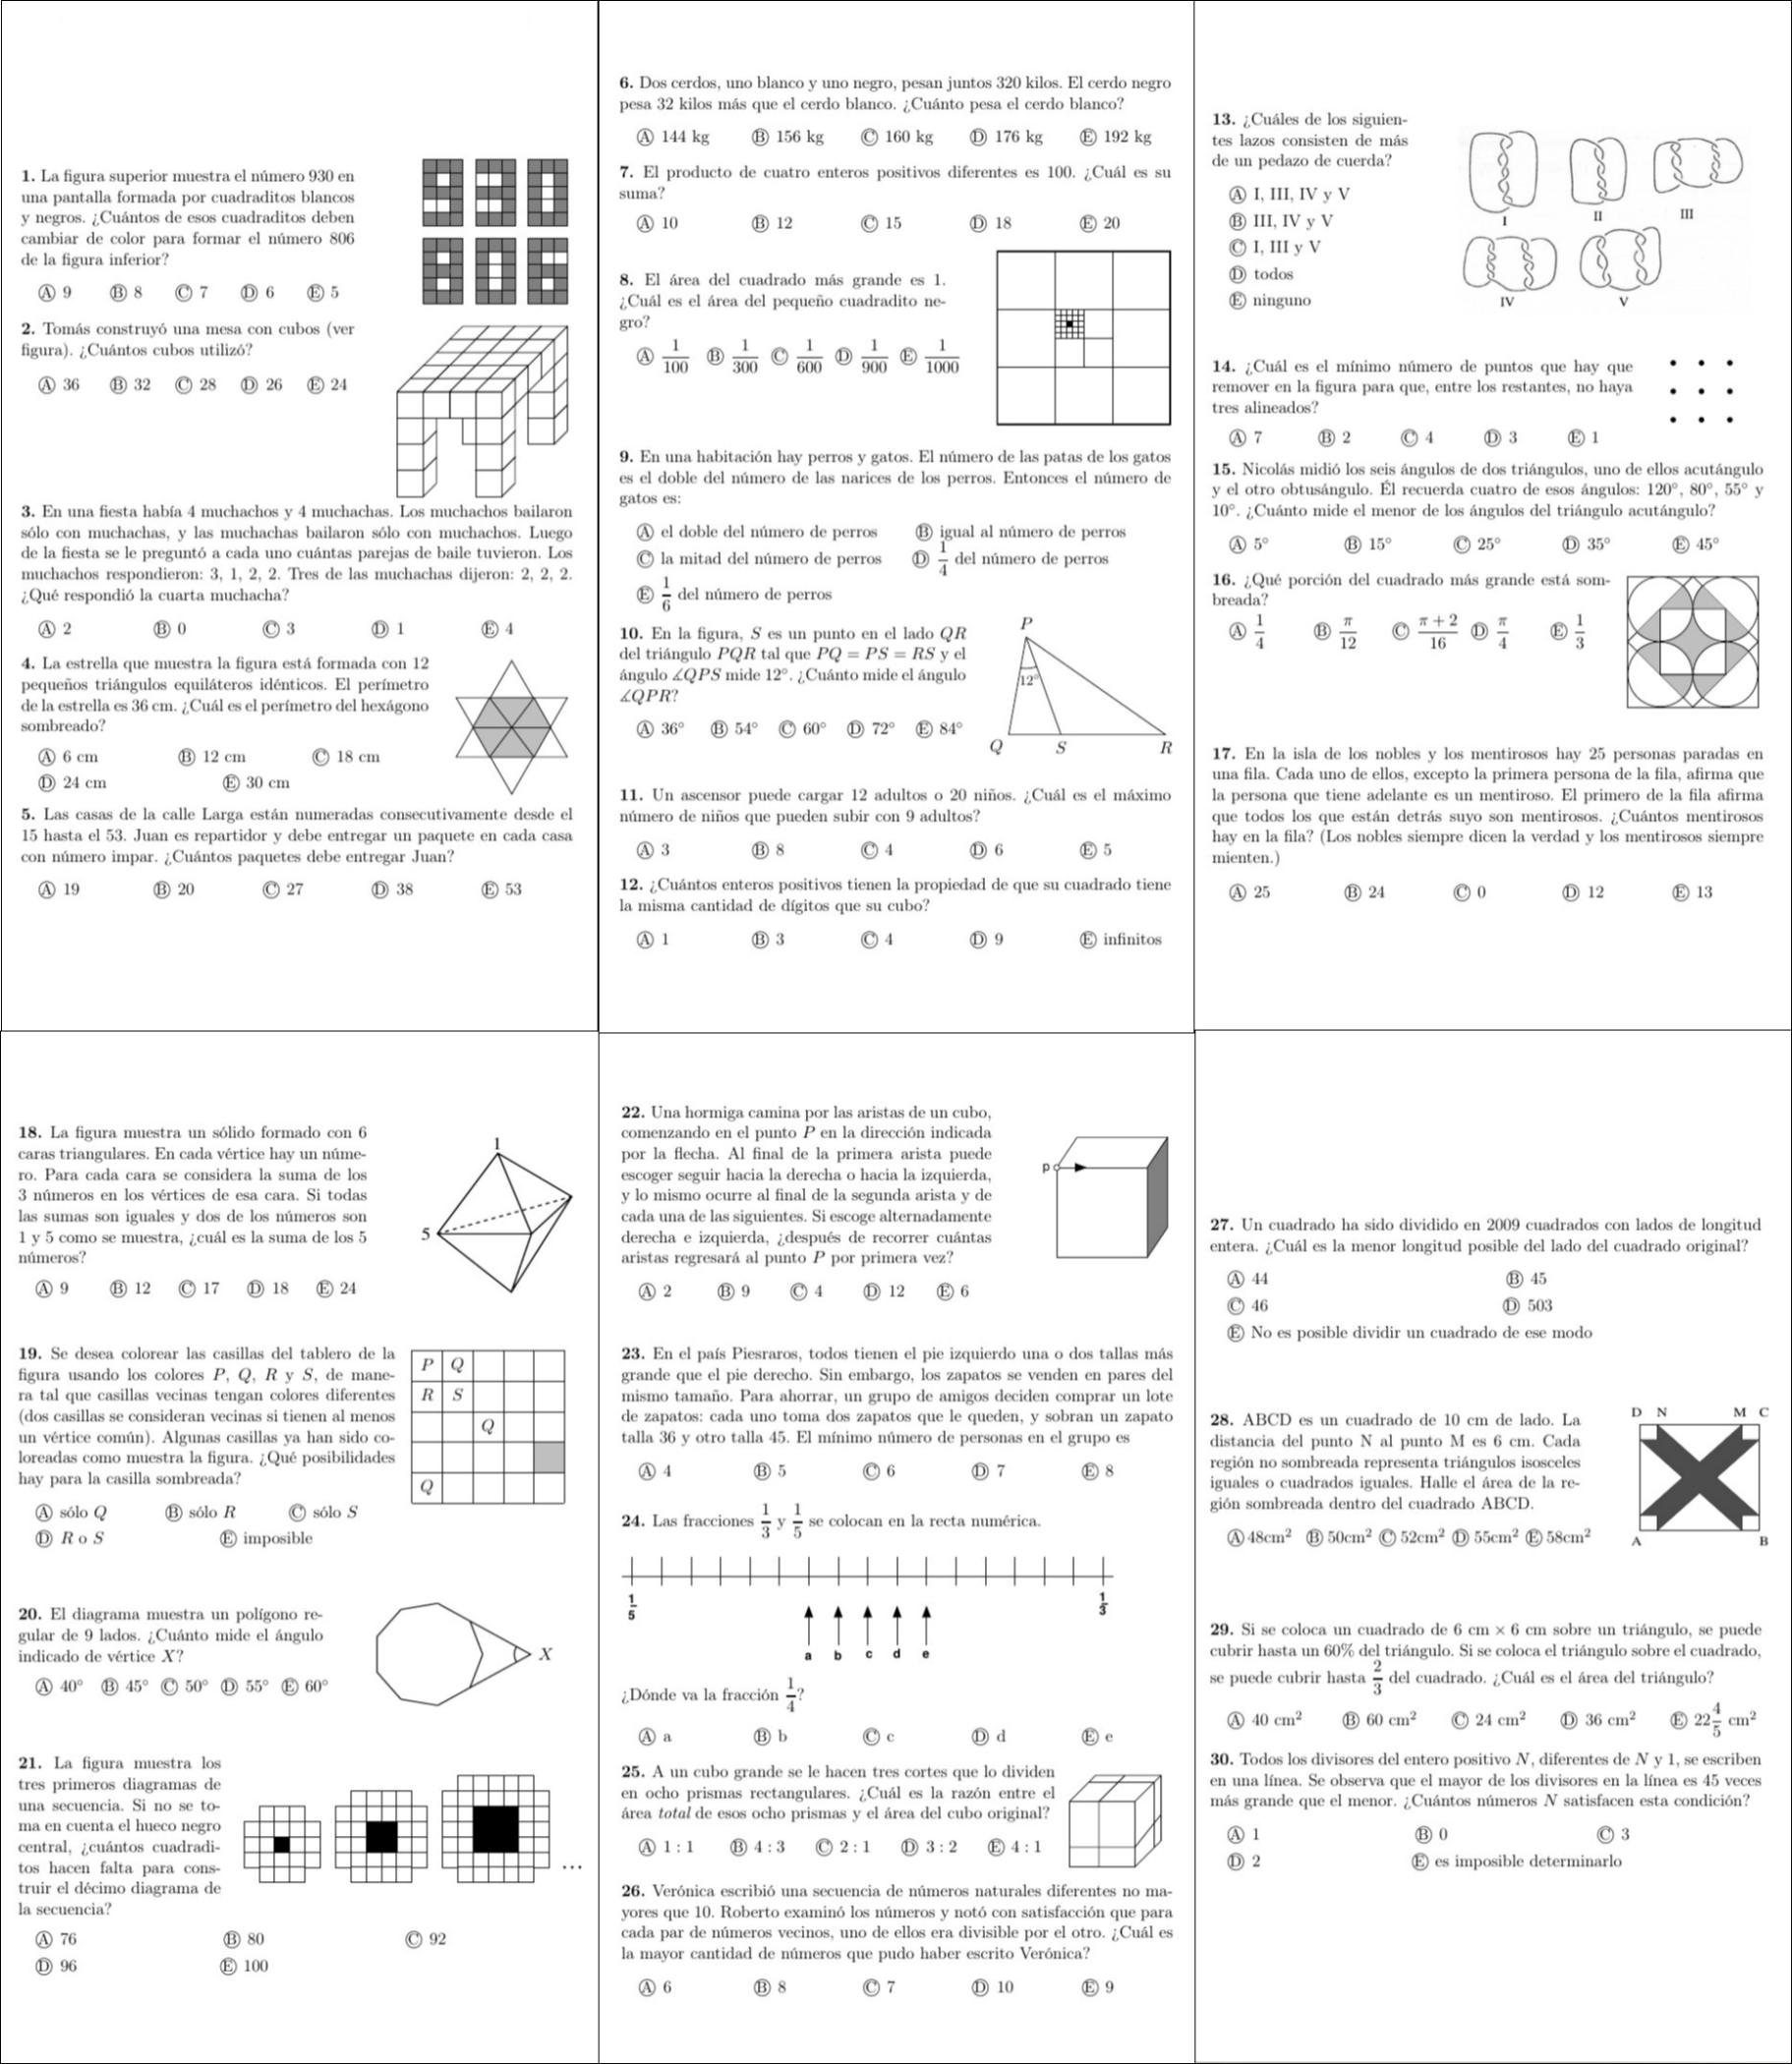 1. La figura superior muestra el número 930 en
una pantalla formada por cuadraditos blancos
y negros. ¿Cuántos de esos cuadraditos deben
cambiar de color para formar el número 806
de la figura inferior?
Ⓐ 9 Ⓑ 8 Ⓒ 7 Ⓓ 6 Ⓔ 5
2. Tomás construyó una mesa con cubos (ver
figura). ¿Cuántos cubos utilizó?
Ⓐ 36 Ⓑ 32 Ⓒ 28 Ⓓ 26 Ⓔ 24
3. En una fiesta había 4 muchachos y 4 muchachas. Los muchachos bailaron
sólo con muchachas, y las muchachas bailaron sólo con muchachos. Luego
de la fiesta se le preguntó a cada uno cuántas parejas de baile tuvieron. Los
muchachos respondieron: 3, 1, 2, 2. Tres de las muchachas dijeron: 2, 2, 2.
¿Qué respondió la cuarta muchacha?
Ⓐ 2 Ⓑ 0 Ⓒ 3 Ⓓ 1 Ⓔ 4
4. La estrella que muestra la figura está formada con 12
pequeños triángulos equiláteros idénticos. El perímetro
de la estrella es 36 cm. ¿Cuál es el perímetro del hexágono
sombreado?
Ⓐ 6 cm Ⓑ 12 cm Ⓒ 18 cm
Ⓓ 24 cm Ⓔ 30 cm
5. Las casas de la calle Larga están numeradas consecutivamente desde el
15 hasta el 53. Juan es repartidor y debe entregar un paquete en cada casa
con número impar. ¿Cuántos paquetes debe entregar Juan?
Ⓐ 19 Ⓑ 20 Ⓒ 27 Ⓓ 38 Ⓔ 53
6. Dos cerdos, uno blanco y uno negro, pesan juntos 320 kilos. El cerdo negro
pesa 32 kilos más que el cerdo blanco. ¿Cuánto pesa el cerdo blanco?
Ⓐ 144 kg Ⓑ 156 kg Ⓒ 160 kg Ⓓ 176 kg Ⓔ 192 kg
7. El producto de cuatro enteros positivos diferentes es 100. ¿Cuál es su
suma?
Ⓐ 10 Ⓑ 12 Ⓒ 15 Ⓓ 18 Ⓔ 20
8. El área del cuadrado más grande es 1.
¿Cuál es el área del pequeño cuadradito ne-
gro?
Ⓐ 1/100 Ⓑ 1/300 Ⓒ 1/600 Ⓓ 1/900 Ⓔ 1/1000
9. En una habitación hay perros y gatos. El número de las patas de los gatos
es el doble del número de las narices de los perros. Entonces el número de
gatos es:
Ⓐ el doble del número de perros Ⓑ igual al número de perros
Ⓒ la mitad del número de perros Ⓓ 1/4 del número de perros
Ⓔ 1/6 del número de perros
10. En la figura, S es un punto en el lado QR
del triángulo PQR tal que PQ = PS = RS y el
ángulo ∠QPS mide 12°. ¿Cuánto mide el ángulo
∠QPR?
Ⓐ 36° Ⓑ 54° Ⓒ 60° Ⓓ 72° Ⓔ 84°
P
12°
Q S R
11. Un ascensor puede cargar 12 adultos o 20 niños. ¿Cuál es el máximo
número de niños que pueden subir con 9 adultos?
Ⓐ 3 Ⓑ 8 Ⓒ 4 Ⓓ 6 Ⓔ 5
12. ¿Cuántos enteros positivos tienen la propiedad de que su cuadrado tiene
la misma cantidad de dígitos que su cubo?
Ⓐ 1 Ⓑ 3 Ⓒ 4 Ⓓ 9 Ⓔ infinitos
13. ¿Cuáles de los siguien-
tes lazos consisten de más
de un pedazo de cuerda?
Ⓐ I, III, IV y V
Ⓑ III, IV y V
Ⓒ I, III y V
Ⓓ todos
Ⓔ ninguno
I II III
IV V
14. ¿Cuál es el mínimo número de puntos que hay que
remover en la figura para que, entre los restantes, no haya
tres alineados?
Ⓐ 7 Ⓑ 2 Ⓒ 4 Ⓓ 3 Ⓔ 1
15. Nicolás midió los seis ángulos de dos triángulos, uno de ellos acutángulo
y el otro obtusángulo. Él recuerda cuatro de esos ángulos: 120°, 80°, 55° y
10°. ¿Cuánto mide el menor de los ángulos del triángulo acutángulo?
Ⓐ 5° Ⓑ 15° Ⓒ 25° Ⓓ 35° Ⓔ 45°
16. ¿Qué porción del cuadrado más grande está som-
breada?
Ⓐ 1/4 Ⓑ π/12 Ⓒ (π + 2)/16 Ⓓ π/4 Ⓔ 1/3
17. En la isla de los nobles y los mentirosos hay 25 personas paradas en
una fila. Cada uno de ellos, excepto la primera persona de la fila, afirma que
la persona que tiene adelante es un mentiroso. El primero de la fila afirma
que todos los que están detrás suyo son mentirosos. ¿Cuántos mentirosos
hay en la fila? (Los nobles siempre dicen la verdad y los mentirosos siempre
mienten.)
Ⓐ 25 Ⓑ 24 Ⓒ 0 Ⓓ 12 Ⓔ 13
18. La figura muestra un sólido formado con 6
caras triangulares. En cada vértice hay un núme-
ro. Para cada cara se considera la suma de los
3 números en los vértices de esa cara. Si todas
las sumas son iguales y dos de los números son
1 y 5 como se muestra, ¿cuál es la suma de los 5
números?
Ⓐ 9 Ⓑ 12 Ⓒ 17 Ⓓ 18 Ⓔ 24
1
5
19. Se desea colorear las casillas del tablero de la
figura usando los colores P, Q, R y S, de mane-
ra tal que casillas vecinas tengan colores diferentes
(dos casillas se consideran vecinas si tienen al menos
un vértice común). Algunas casillas ya han sido co-
loreadas como muestra la figura. ¿Qué posibilidades
hay para la casilla sombreada?
Ⓐ sólo Q Ⓑ sólo R Ⓒ sólo S
Ⓓ R o S Ⓔ imposible
P Q
R S
Q
Q
20. El diagrama muestra un polígono re-
gular de 9 lados. ¿Cuánto mide el ángulo
indicado de vértice X?
Ⓐ 40° Ⓑ 45° Ⓒ 50° Ⓓ 55° Ⓔ 60°
X
21. La figura muestra los
tres primeros diagramas de
una secuencia. Si no se to-
ma en cuenta el hueco negro
central, ¿cuántos cuadradi-
tos hacen falta para cons-
truir el décimo diagrama de
la secuencia?
...
Ⓐ 76 Ⓑ 80 Ⓒ 92
Ⓓ 96 Ⓔ 100
22. Una hormiga camina por las aristas de un cubo,
comenzando en el punto P en la dirección indicada
por la flecha. Al final de la primera arista puede
escoger seguir hacia la derecha o hacia la izquierda,
y lo mismo ocurre al final de la segunda arista y de
cada una de las siguientes. Si escoge alternadamente
derecha e izquierda, ¿después de recorrer cuántas
aristas regresará al punto P por primera vez?
Ⓐ 2 Ⓑ 9 Ⓒ 4 Ⓓ 12 Ⓔ 6
P
23. En el país Piesraros, todos tienen el pie izquierdo una o dos tallas más
grande que el pie derecho. Sin embargo, los zapatos se venden en pares del
mismo tamaño. Para ahorrar, un grupo de amigos deciden comprar un lote
de zapatos: cada uno toma dos zapatos que le queden, y sobran un zapato
talla 36 y otro talla 45. El mínimo número de personas en el grupo es
Ⓐ 4 Ⓑ 5 Ⓒ 6 Ⓓ 7 Ⓔ 8
24. Las fracciones 1/3 y 1/5 se colocan en la recta numérica.
1/5 1/3
a b c d e
¿Dónde va la fracción 1/4?
Ⓐ a Ⓑ b Ⓒ c Ⓓ d Ⓔ e
25. A un cubo grande se le hacen tres cortes que lo dividen
en ocho prismas rectangulares. ¿Cuál es la razón entre el
área total de esos ocho prismas y el área del cubo original?
Ⓐ 1 : 1 Ⓑ 4 : 3 Ⓒ 2 : 1 Ⓓ 3 : 2 Ⓔ 4 : 1
26. Verónica escribió una secuencia de números naturales diferentes no ma-
yores que 10. Roberto examinó los números y notó con satisfacción que para
cada par de números vecinos, uno de ellos era divisible por el otro. ¿Cuál es
la mayor cantidad de números que pudo haber escrito Verónica?
Ⓐ 6 Ⓑ 8 Ⓒ 7 Ⓓ 10 Ⓔ 9
27. Un cuadrado ha sido dividido en 2009 cuadrados con lados de longitud
entera. ¿Cuál es la menor longitud posible del lado del cuadrado original?
Ⓐ 44 Ⓑ 45
Ⓒ 46 Ⓓ 503
Ⓔ No es posible dividir un cuadrado de ese modo
28. ABCD es un cuadrado de 10 cm de lado. La
distancia del punto N al punto M es 6 cm. Cada
región no sombreada representa triángulos isosceles
iguales o cuadrados iguales. Halle el área de la re-
gión sombreada dentro del cuadrado ABCD.
Ⓐ 48cm² Ⓑ 50cm² Ⓒ 52cm² Ⓓ 55cm² Ⓔ 58cm²
D N M C
A B
29. Si se coloca un cuadrado de 6 cm × 6 cm sobre un triángulo, se puede
cubrir hasta un 60% del triángulo. Si se coloca el triángulo sobre el cuadrado,
se puede cubrir hasta 2/3 del cuadrado. ¿Cuál es el área del triángulo?
Ⓐ 40 cm² Ⓑ 60 cm² Ⓒ 24 cm² Ⓓ 36 cm² Ⓔ 22 4/5 cm²
30. Todos los divisores del entero positivo N, diferentes de N y 1, se escriben
en una línea. Se observa que el mayor de los divisores en la línea es 45 veces
más grande que el menor. ¿Cuántos números N satisfacen esta condición?
Ⓐ 1 Ⓑ 0 Ⓒ 3
Ⓓ 2 Ⓔ es imposible determinarlo